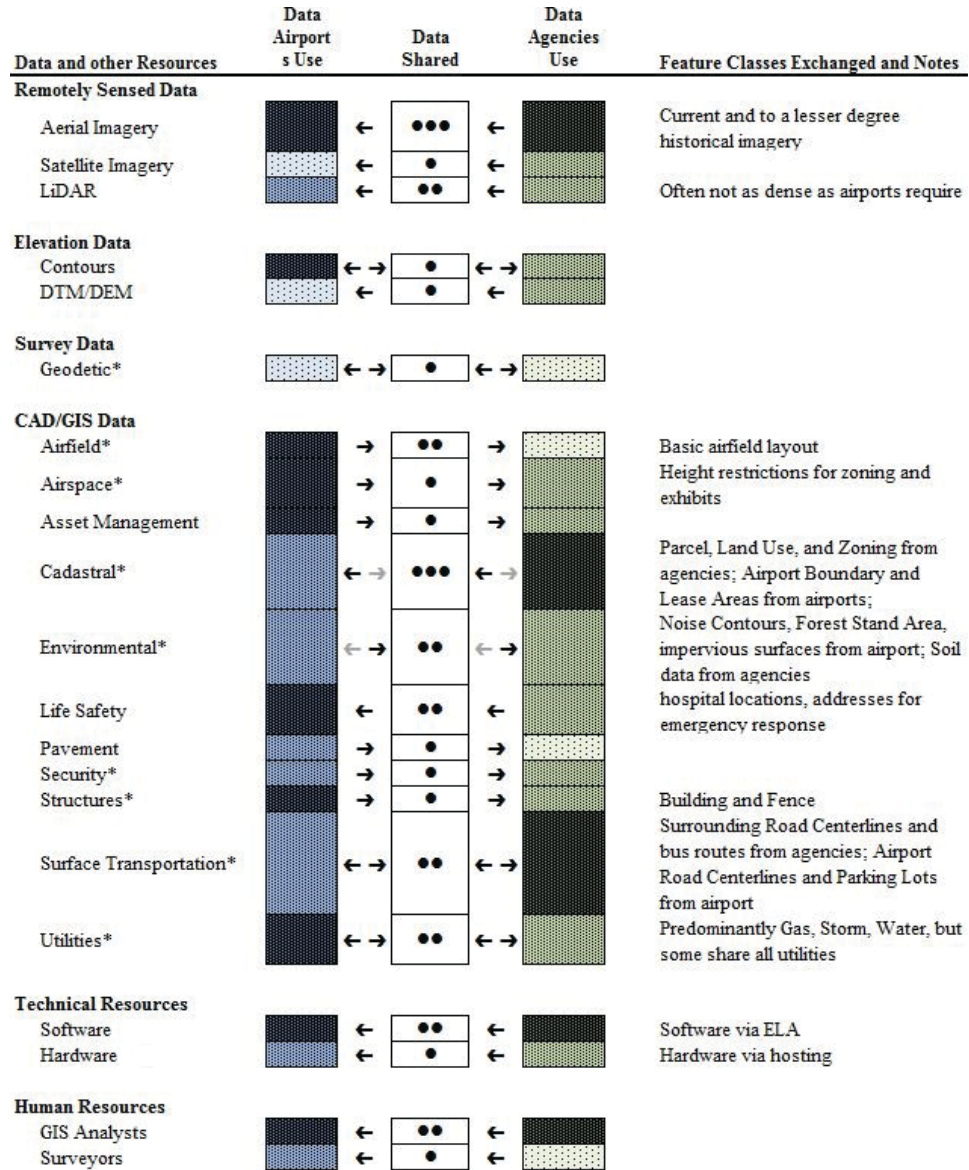 Data
Airport
s Use
Data
Shared
Data
Agencies
Use
Data and other Resources
Feature Classes Exchanged and Notes
Remotely Sensed Data
Aerial Imagery
Current and to a lesser degree
historical imagery
Satellite Imagery
LiDAR
Often not as dense as airports require
Elevation Data
Contours
DTM/DEM
Survey Data
Geodetic*
CAD/GIS Data
Airfield*
Basic airfield layout
Airspace*
Height restrictions for zoning and
exhibits
Asset Management
Cadastral*
Parcel, Land Use, and Zoning from
agencies; Airport Boundary and
Lease Areas from airports;
Environmental*
Noise Contours, Forest Stand Area,
impervious surfaces from airport; Soil
data from agencies
Life Safety
hospital locations, addresses for
emergency response
Pavement
Security*
Structures*
Building and Fence
Surface Transportation*
Surrounding Road Centerlines and
bus routes from agencies; Airport
Road Centerlines and Parking Lots
from airport
Utilities*
Predominantly Gas, Storm, Water, but
some share all utilities
Technical Resources
Software
Software via ELA
Hardware
Hardware via hosting
Human Resources
GIS Analysts
Surveyors